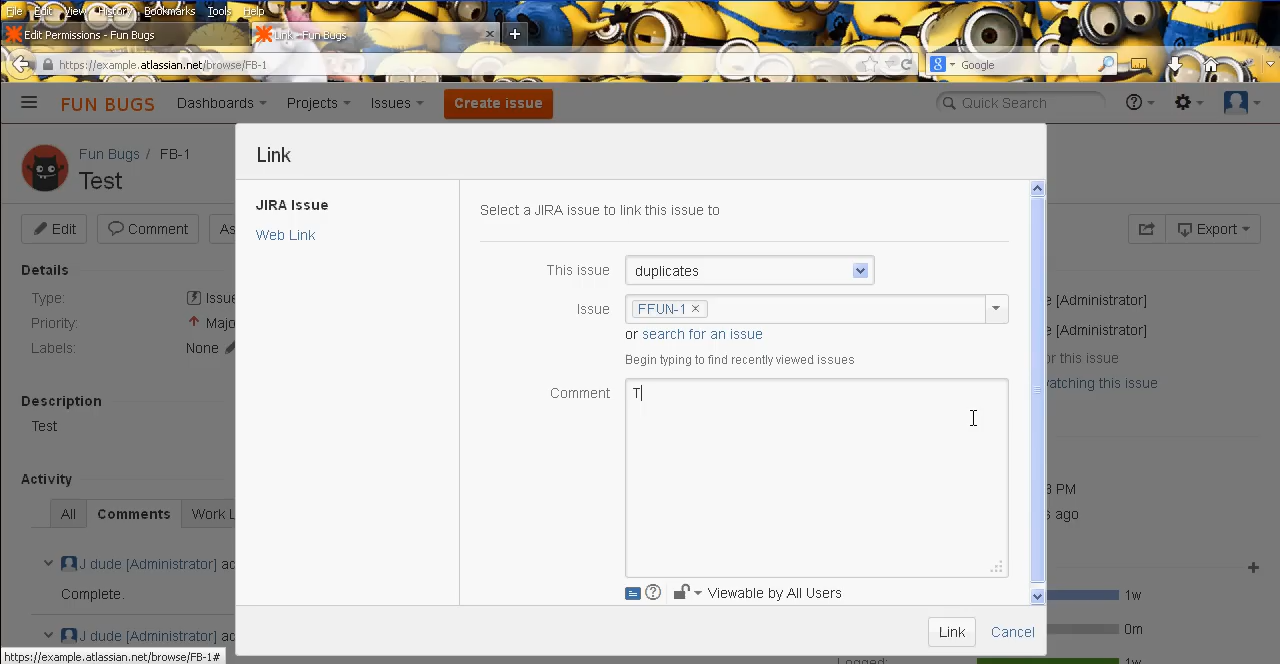 File Edit View History Bookmarks Tools Help
Edit Permissions - Fun Bugs
Link - Fun Bugs
https://example.atlassian.net/browse/FB-1
Google
FUN BUGS Dashboards Projects Issues Create issue Quick Search
Fun Bugs / FB-1
Test
Edit Comment As
Export
Link
JIRA Issue
Web Link
Select a JIRA issue to link this issue to
This issue duplicates
Issue FFUN-1
or search for an issue
Begin typing to find recently viewed issues
Comment T
Viewable by All Users
Link Cancel
Details
Type: Issue
Priority: Majo
Labels: None
Description
Test
Activity
All Comments Work L
J dude [Administrator] ad
Complete.
J dude [Administrator] ad
e [Administrator]
e [Administrator]
or this issue
vatching this issue
3 PM
s ago
1w
0m
Logged: 1w
https://example.atlassian.net/browse/FB-1#